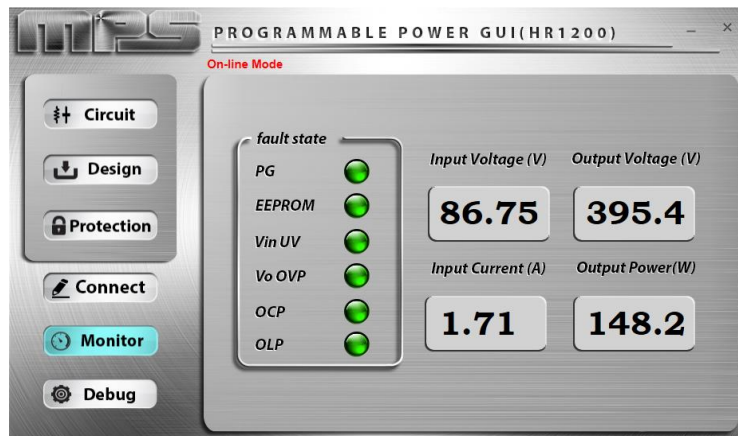 MPS
PROGRAMMABLE POWER GUI(HR1200)
On-line Mode
Circuit
Design
Protection
Connect
Monitor
Debug
fault state
PG
EEPROM
Vin UV
Vo OVP
OCP
OLP
Input Voltage (V)
Output Voltage (V)
86.75
395.4
Input Current (A)
Output Power(W)
1.71
148.2